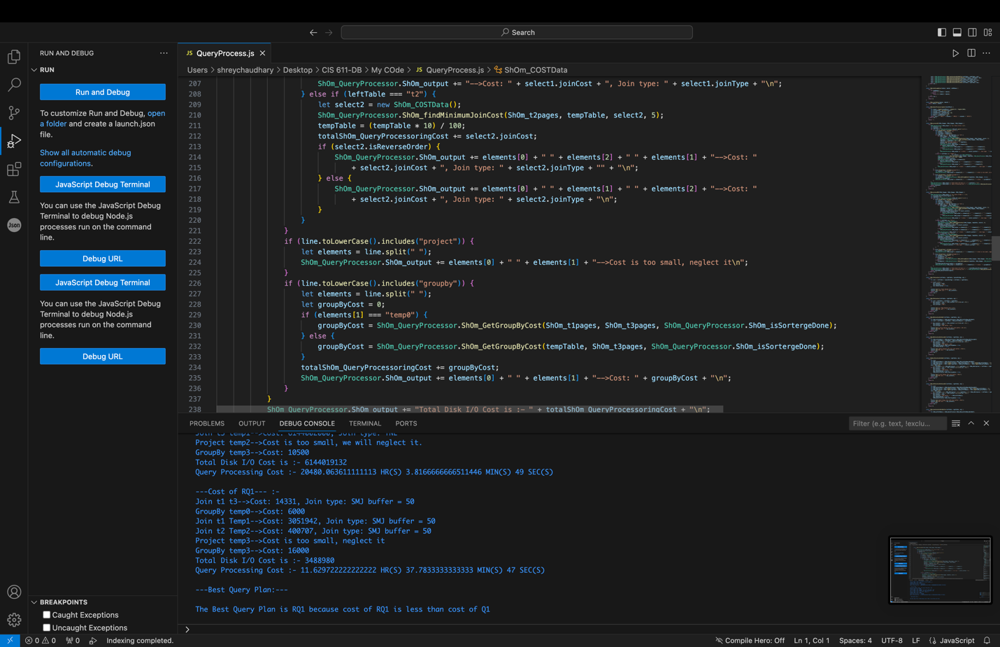 Search
RUN AND DEBUG
RUN
Run and Debug
To customize Run and Debug, open
a folder and create a launch.json
file.
Show all automatic debug
configurations.
JavaScript Debug Terminal
You can use the JavaScript Debug
Terminal to debug Node.js
processes run on the command
line.
Debug URL
JavaScript Debug Terminal
You can use the JavaScript Debug
Terminal to debug Node.js
processes run on the command
line.
Debug URL
Json
BREAKPOINTS
Caught Exceptions
Uncaught Exceptions
JS QueryProcess.js
Users > shreychaudhary > Desktop > CIS 611-DB > My COde > JS QueryProcess.js > ShOm_COSTData
207 ShOm_QueryProcessor.ShOm_output += "-->Cost: " + select1.joinCost + ", Join type: " + select1.joinType + "\n";
208 } else if (leftTable === "t2") {
209 let select2 = new ShOm_COSTData();
210 ShOm_QueryProcessor.ShOm_findMinimumJoinCost(ShOm_t2pages, tempTable, select2, 5);
211 tempTable = (tempTable * 10) / 100;
212 totalShOm_QueryProcessoringCost += select2.joinCost;
213 if (select2.isReverseOrder) {
214 ShOm_QueryProcessor.ShOm_output += elements[0] + " " + elements[2] + " " + elements[1] + "-->Cost: "
215 + select2.joinCost + ", Join type: " + select2.joinType + "" + "\n";
216 } else {
217 ShOm_QueryProcessor.ShOm_output += elements[0] + " " + elements[1] + " " + elements[2] + "-->Cost: "
218 + select2.joinCost + ", Join type: " + select2.joinType + "\n";
219 }
220 }
221 }
222 if (line.toLowerCase().includes("project")) {
223 let elements = line.split(" ");
224 ShOm_QueryProcessor.ShOm_output += elements[0] + " " + elements[1] + "-->Cost is too small, neglect it\n";
225 }
226 if (line.toLowerCase().includes("groupby")) {
227 let elements = line.split(" ");
228 let groupByCost = 0;
229 if (elements[1] === "temp0") {
230 groupByCost = ShOm_QueryProcessor.ShOm_GetGroupByCost(ShOm_t1pages, ShOm_t3pages, ShOm_QueryProcessor.ShOm_isSortergeDone);
231 } else {
232 groupByCost = ShOm_QueryProcessor.ShOm_GetGroupByCost(tempTable, ShOm_t3pages, ShOm_QueryProcessor.ShOm_isSortergeDone);
233 }
234 totalShOm_QueryProcessoringCost += groupByCost;
235 ShOm_QueryProcessor.ShOm_output += elements[0] + " " + elements[1] + "-->Cost: " + groupByCost + "\n";
236 }
237 }
238 ShOm_QueryProcessor.ShOm_output += "Total Disk I/O Cost is :- " + totalShOm_QueryProcessoringCost + "\n";
PROBLEMS OUTPUT DEBUG CONSOLE TERMINAL PORTS
Filter (e.g. text, !exclu...
Join t3 temp1-->Cost: 6144002000, Join type: TNL
Project temp2-->Cost is too small, we will neglect it.
GroupBy temp3-->Cost: 10500
Total Disk I/O Cost is :- 6144019132
Query Processing Cost :- 20480.063611111113 HR(S) 3.8166666666511446 MIN(S) 49 SEC(S)
---Cost of RQ1--- :-
Join t1 t3-->Cost: 14331, Join type: SMJ buffer = 50
GroupBy temp0-->Cost: 6000
Join t1 Temp1-->Cost: 3051942, Join type: SMJ buffer = 50
Join t2 Temp2-->Cost: 400707, Join type: SMJ buffer = 50
Project temp3-->Cost is too small, neglect it
GroupBy temp3-->Cost: 16000
Total Disk I/O Cost is :- 3488980
Query Processing Cost :- 11.629722222222222 HR(S) 37.7833333333333 MIN(S) 47 SEC(S)
---Best Query Plan:---
The Best Query Plan is RQ1 because cost of RQ1 is less than cost of Q1
0 0 0 Indexing completed.
Compile Hero: Off Ln 1, Col 1 Spaces: 4 UTF-8 LF JavaScript